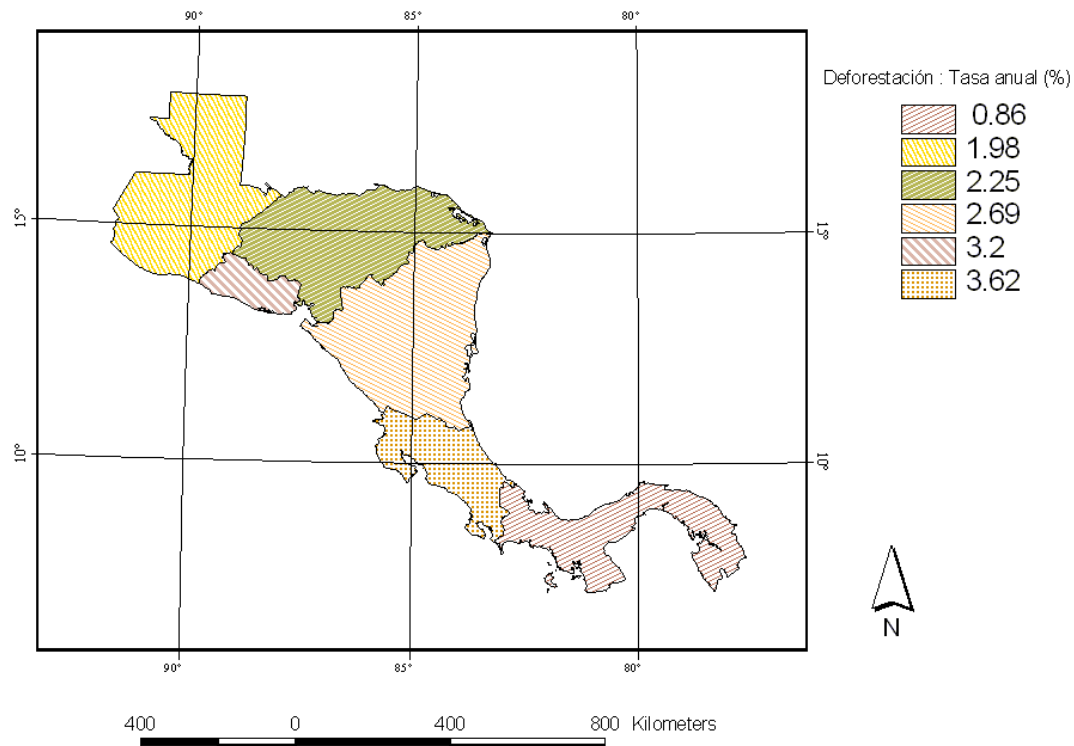 90° 85° 80°
Deforestación : Tasa anual (%)
0.86
1.98
2.25
2.69
3.2
3.62
15° 15°
10° 10°
N
90° 85° 80°
400 0 400 800 Kilometers